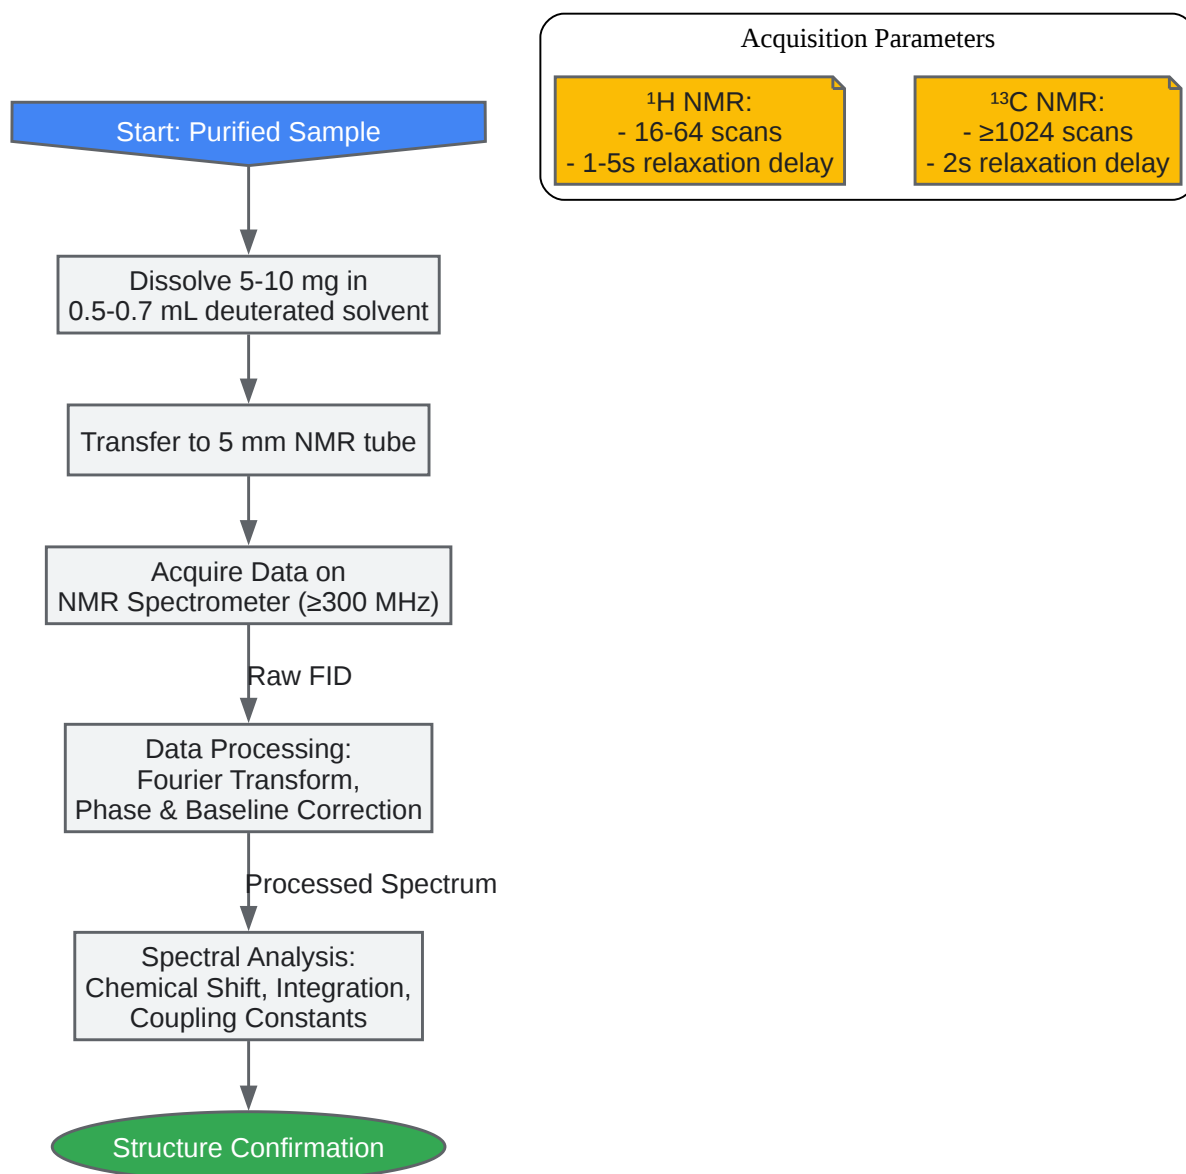 Acquisition Parameters
¹H NMR:
- 16-64 scans
- 1-5s relaxation delay
¹³C NMR:
- ≥1024 scans
- 2s relaxation delay
Start: Purified Sample
Dissolve 5-10 mg in
0.5-0.7 mL deuterated solvent
Transfer to 5 mm NMR tube
Acquire Data on
NMR Spectrometer (≥300 MHz)
Raw FID
Data Processing:
Fourier Transform,
Phase & Baseline Correction
Processed Spectrum
Spectral Analysis:
Chemical Shift, Integration,
Coupling Constants
Structure Confirmation